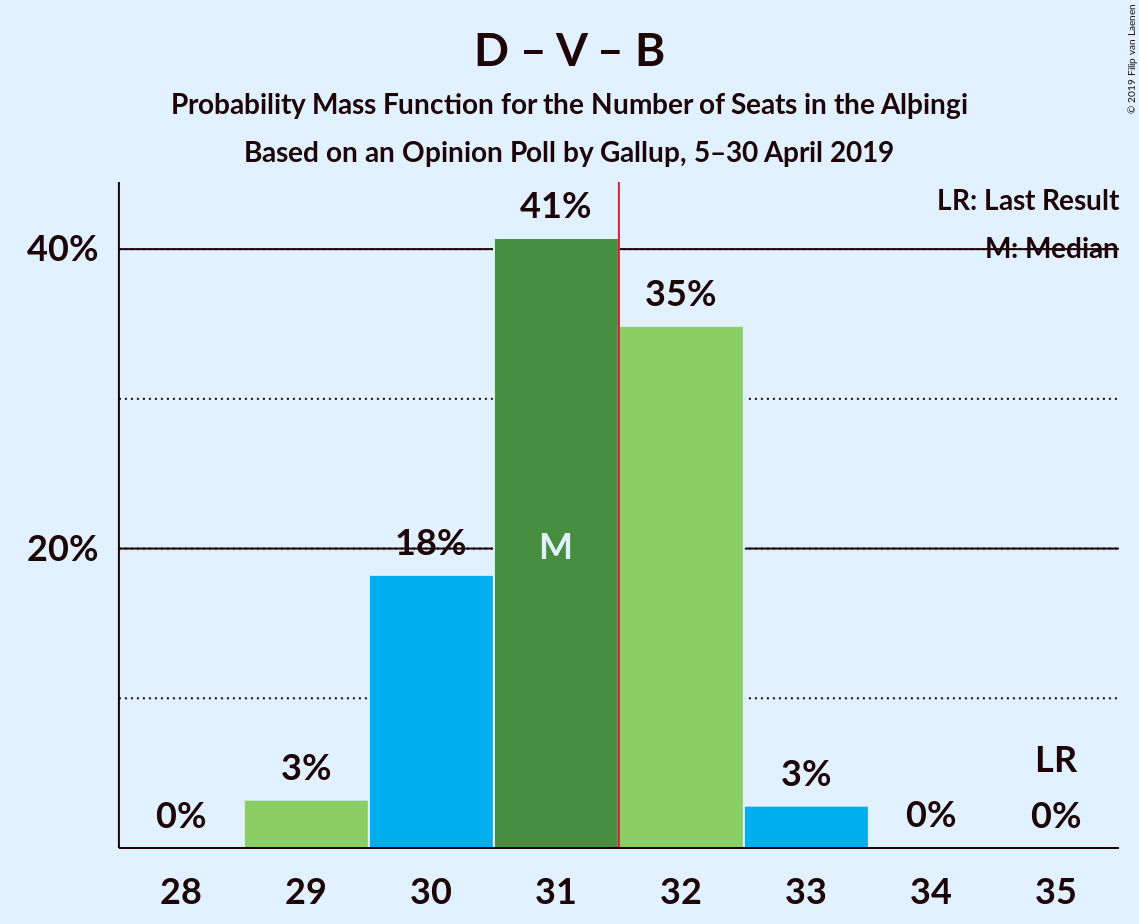 D – V – B
Probability Mass Function for the Number of Seats in the Alþingi
Based on an Opinion Poll by Gallup, 5–30 April 2019
© 2019 Filip van Laenen
LR: Last Result
M: Median
40%
20%
0%
3%
18%
41%
M
35%
3%
0%
LR
0%
28 29 30 31 32 33 34 35